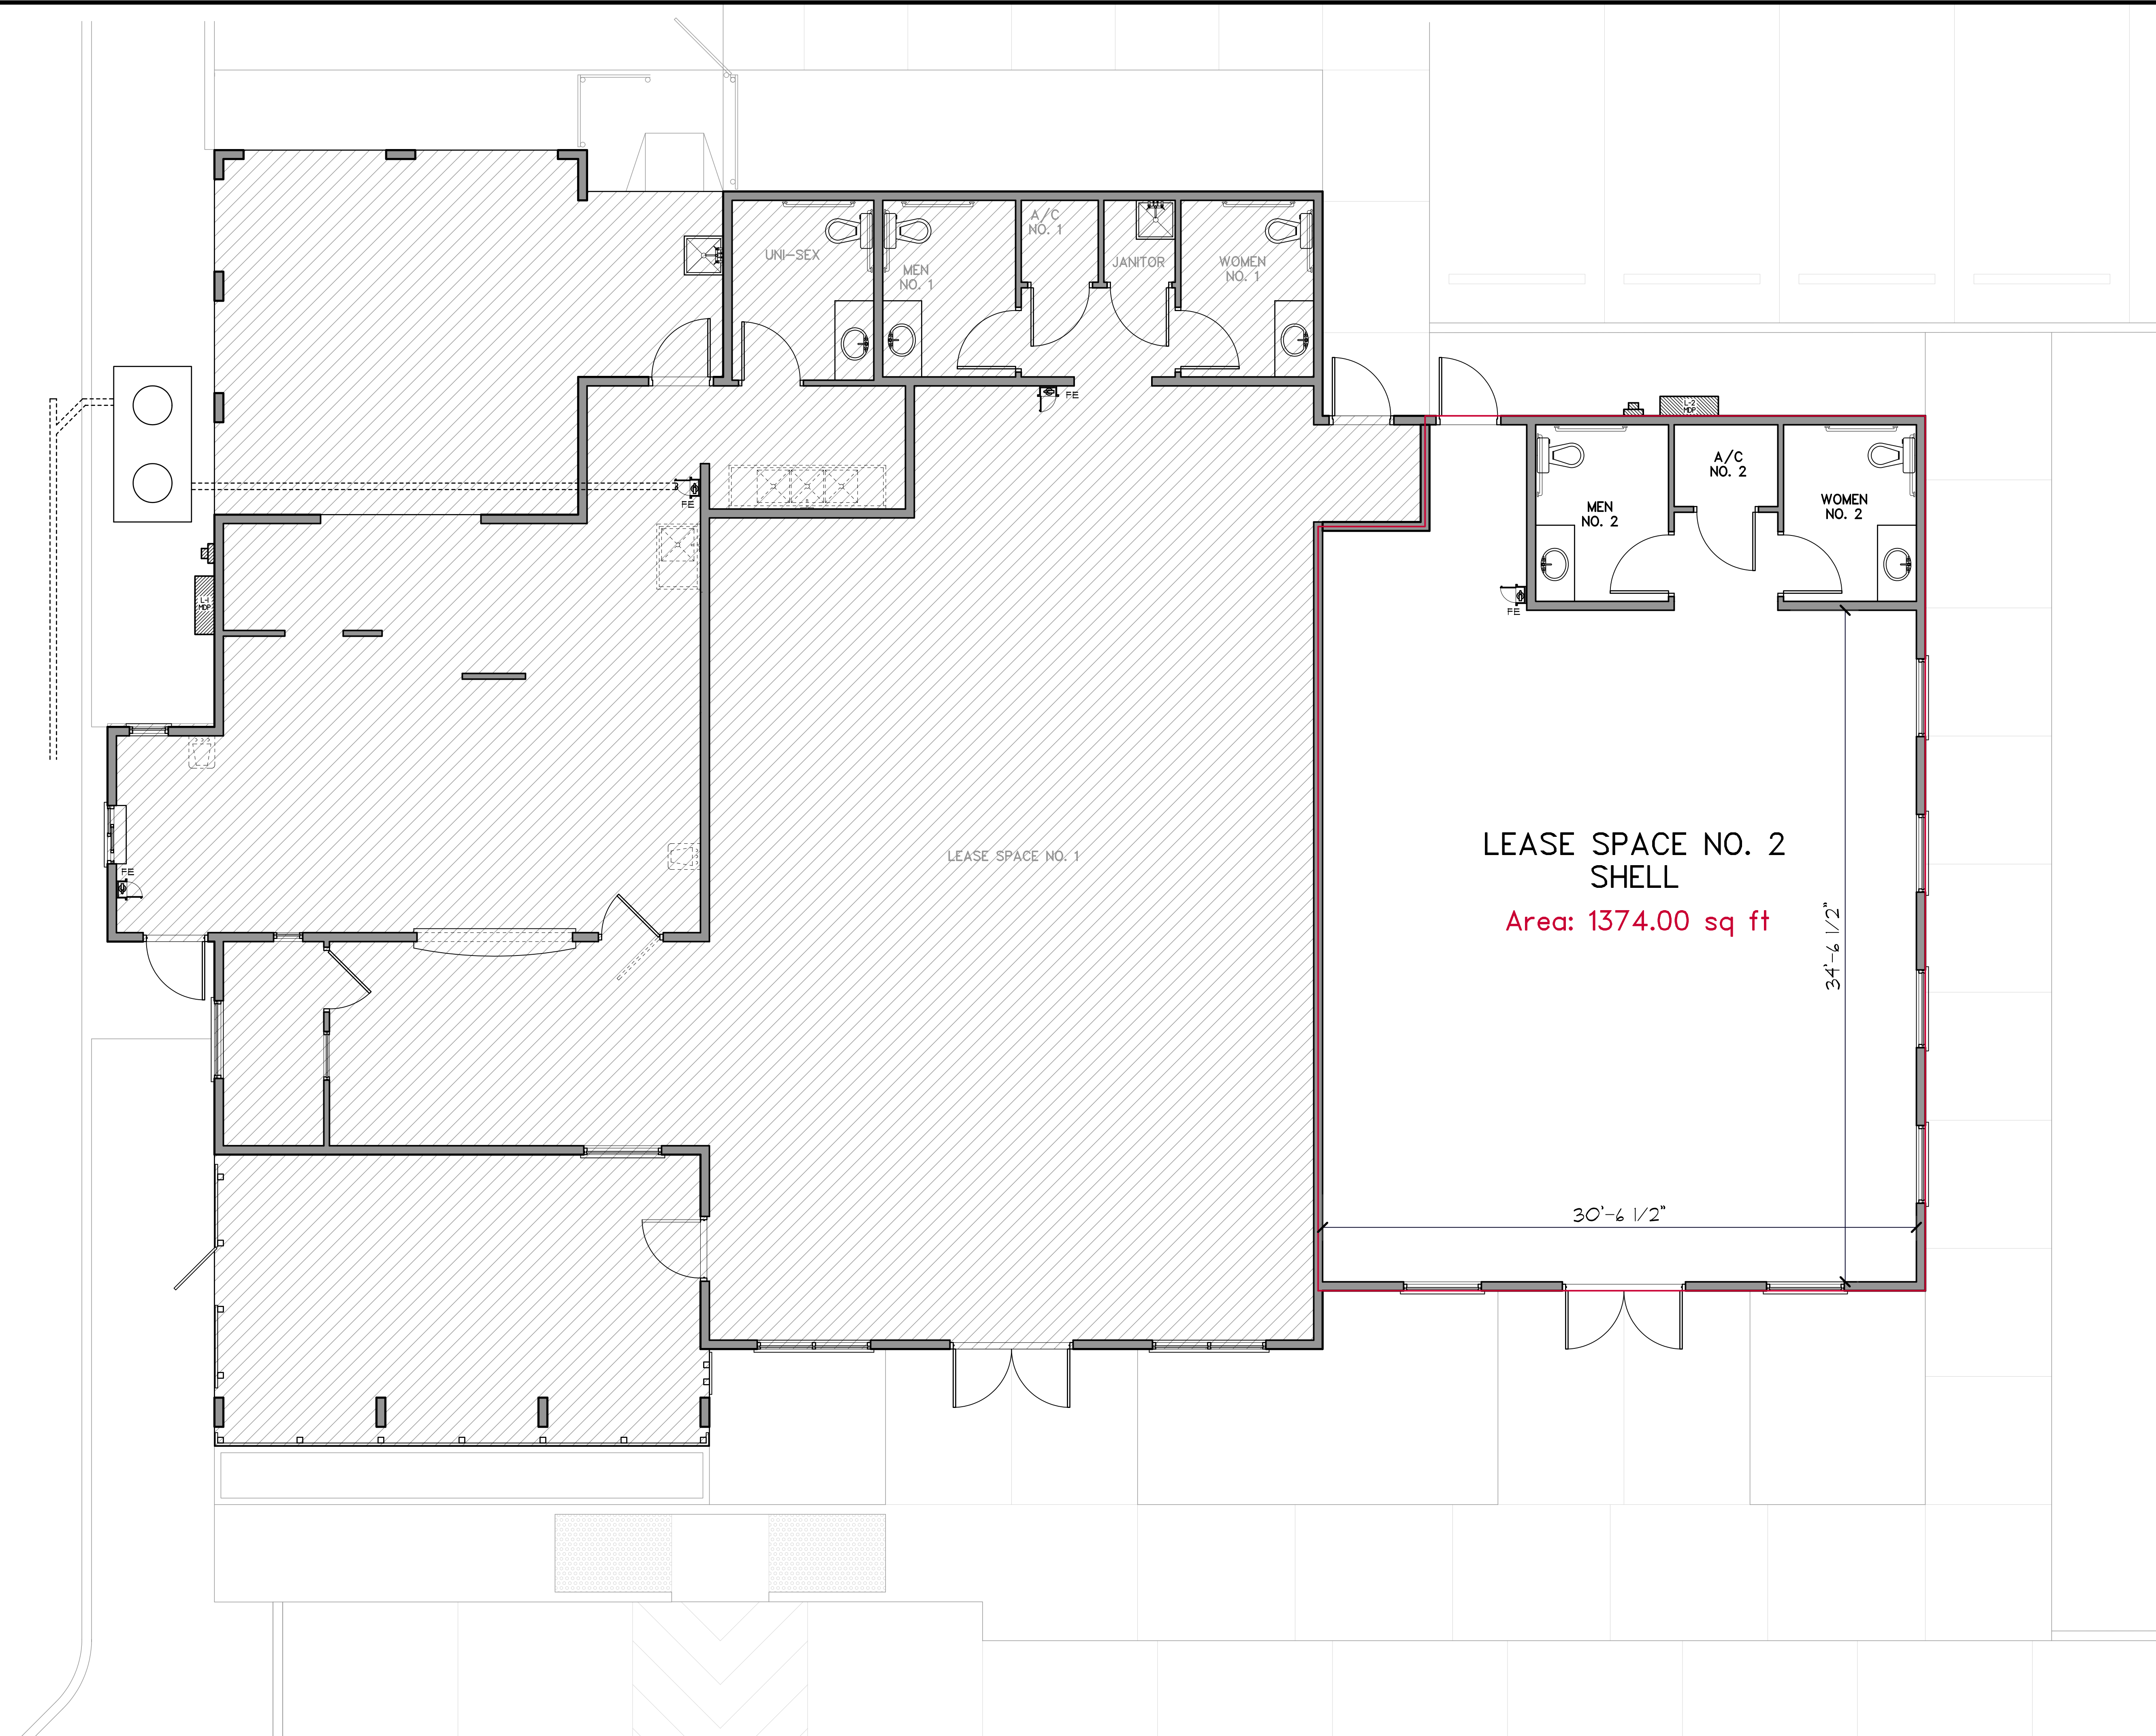 UNI-SEX
MEN
NO. 1
A/C
NO. 1
JANITOR
WOMEN
NO. 1
FE
L-2
MDP
MEN
NO. 2
A/C
NO. 2
WOMEN
NO. 2
FE
FE
L-1
MDP
FE
LEASE SPACE NO. 1
LEASE SPACE NO. 2
SHELL
Area: 1374.00 sq ft
34'-6 1/2"
30'-6 1/2"